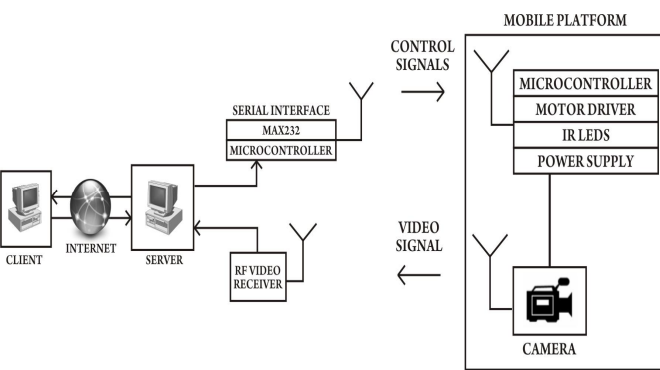 MOBILE PLATFORM
CONTROL
SIGNALS
MICROCONTROLLER
MOTOR DRIVER
IR LEDS
POWER SUPPLY
SERIAL INTERFACE
MAX232
MICROCONTROLLER
CLIENT
INTERNET
SERVER
RF VIDEO
RECEIVER
VIDEO
SIGNAL
CAMERA